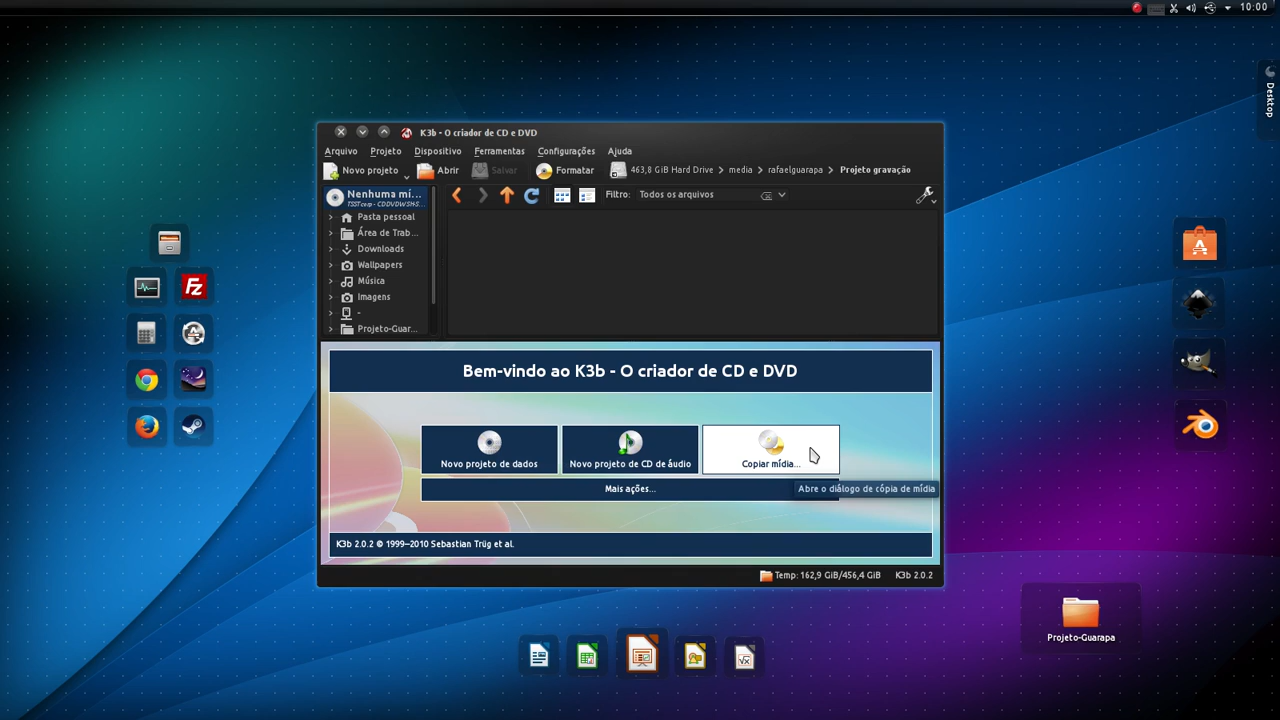 10:00
Desktop
K3b - O criador de CD e DVD
Arquivo Projeto Dispositivo Ferramentas Configurações Ajuda
Novo projeto Abrir Salvar Formatar 463,8 GiB Hard Drive media rafaelguarapa Projeto gravação
Nenhuma mí...
Filtro: Todos os arquivos
Pasta pessoal
Área de Trab...
Downloads
Wallpapers
Música
Imagens
-
Projeto-Guar...
Bem-vindo ao K3b - O criador de CD e DVD
Novo projeto de dados Novo projeto de CD de áudio Copiar mídia...
Mais ações...
Abre o diálogo de cópia de mídia
K3b 2.0.2 © 1999–2010 Sebastian Trüg et al.
Temp: 162,9 GiB/456,4 GiB K3b 2.0.2
Projeto-Guarapa